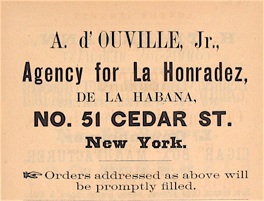 A. d'OUVILLE, Jr.,
Agency for La Honradez,
DE LA HABANA,
NO. 51 CEDAR ST.
New York.
☞ Orders addressed as above will
be promptly filled.